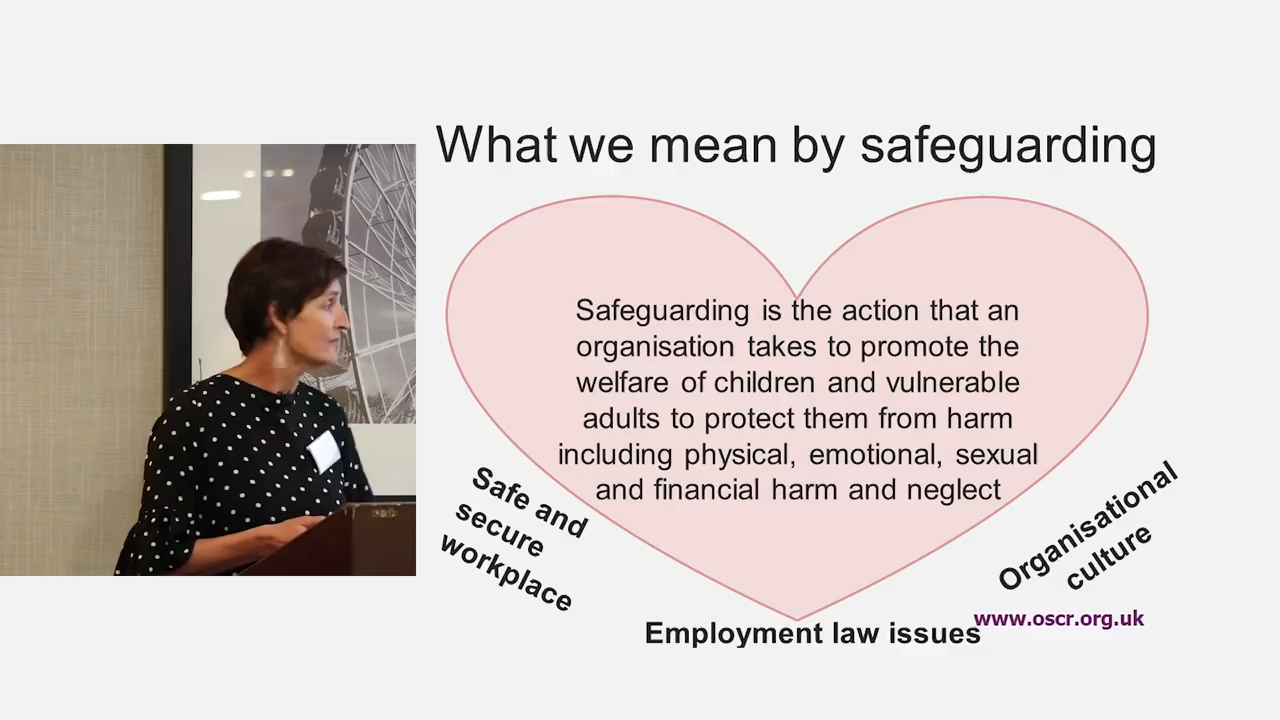 What we mean by safeguarding
Safeguarding is the action that an
organisation takes to promote the
welfare of children and vulnerable
adults to protect them from harm
including physical, emotional, sexual
and financial harm and neglect
Safe and
secure
workplace
Organisational
culture
Employment law issues
www.oscr.org.uk